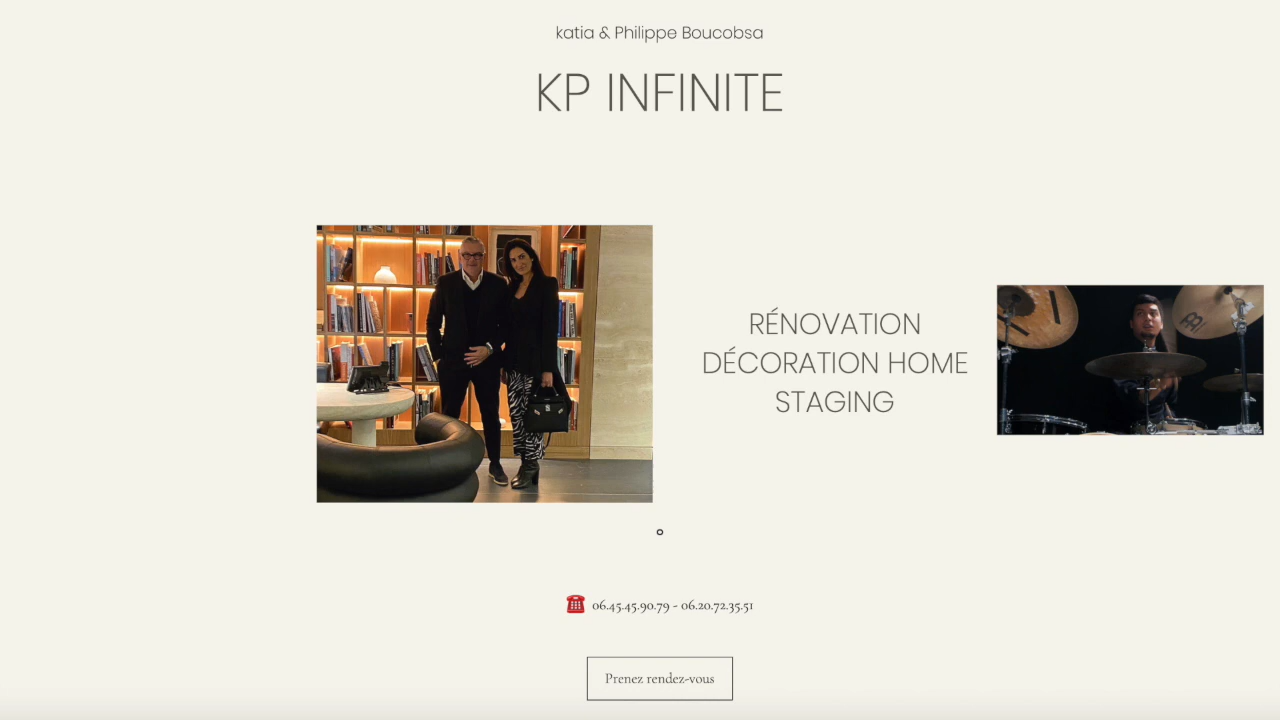 katia & Philippe Boucobsa
KP INFINITE
RÉNOVATION
DÉCORATION HOME
STAGING
06.45.45.90.79 - 06.20.72.35.51
Prenez rendez-vous